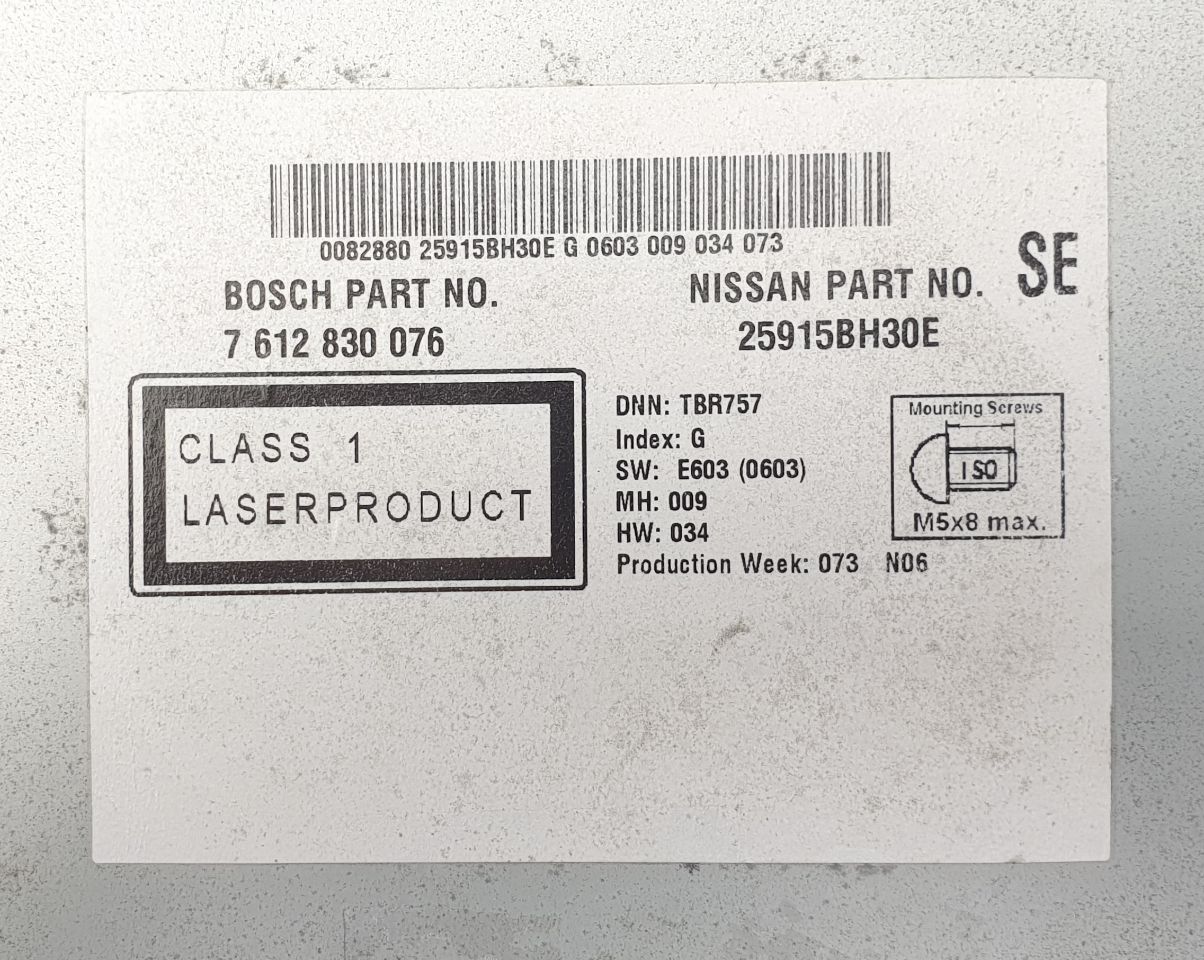 0082880 25915BH30E G 0603 009 034 073
BOSCH PART NO.
7 612 830 076
NISSAN PART NO.
25915BH30E
SE
CLASS 1
LASERPRODUCT
DNN: TBR757
Index: G
SW: E603 (0603)
MH: 009
HW: 034
Production Week: 073 N06
Mounting Screws
ISO
M5x8 max.